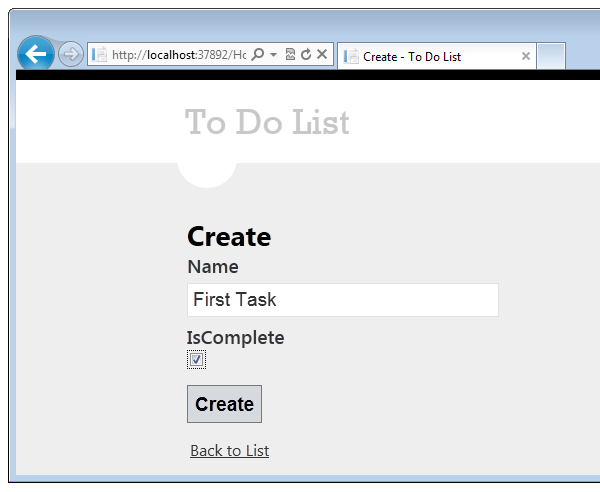 http://localhost:37892/Hc
Create - To Do List
To Do List
Create
Name
First Task
IsComplete
Create
Back to List